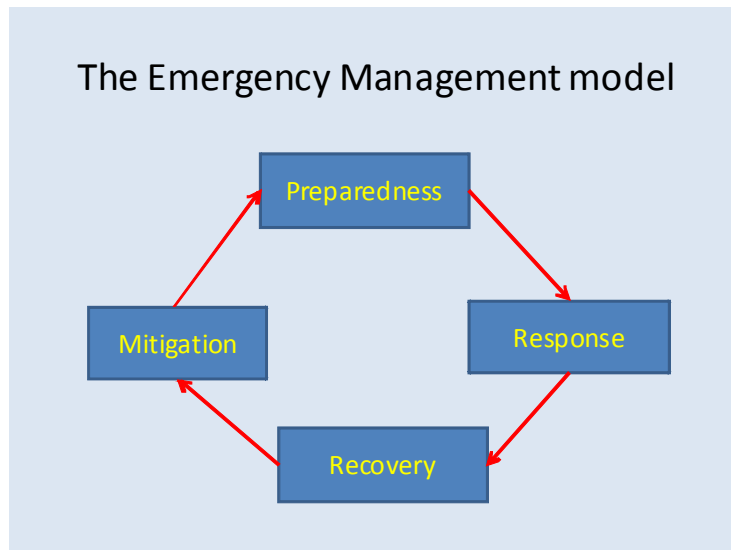 The Emergency Management model
Preparedness
Response
Recovery
Mitigation